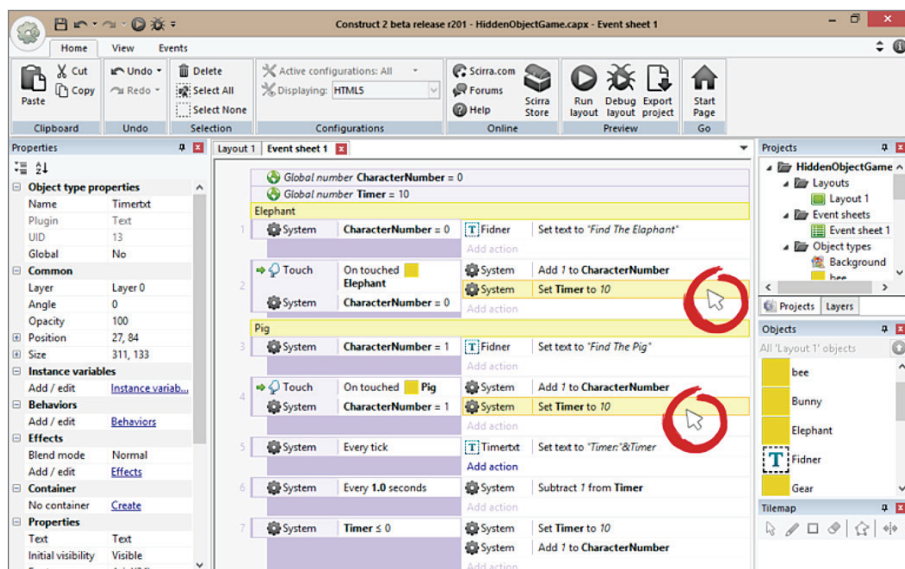 Construct 2 beta release r201 - HiddenObjectGame.capx - Event sheet 1
Home View Events
Paste Cut Copy Clipboard
Undo Redo Undo
Delete Select All Select None Selection
Active configurations: All
Displaying: HTML5
Configurations
Scirra.com Forums Help Scirra Store Online
Run layout Debug layout Export project Preview
Start Page Go
Properties
Object type properties
Name Timertxt
Plugin Text
UID 13
Global No
Common
Layer Layer 0
Angle 0
Opacity 100
Position 27, 84
Size 311, 133
Instance variables
Add / edit Instance variab...
Behaviors
Add / edit Behaviors
Effects
Blend mode Normal
Add / edit Effects
Container
No container Create
Properties
Text Text
Initial visibility Visible
Layout 1 Event sheet 1
Global number CharacterNumber = 0
Global number Timer = 10
Elephant
1 System CharacterNumber = 0 T Fidner Set text to "Find The Elaphant"
Add action
2 Touch On touched Elephant System Add 1 to CharacterNumber
System CharacterNumber = 0 System Set Timer to 10
Add action
Pig
3 System CharacterNumber = 1 T Fidner Set text to "Find The Pig"
Add action
4 Touch On touched Pig System Add 1 to CharacterNumber
System CharacterNumber = 1 System Set Timer to 10
Add action
5 System Every tick T Timertxt Set text to "Timer:"&Timer
Add action
6 System Every 1.0 seconds System Subtract 1 from Timer
Add action
7 System Timer ≤ 0 System Set Timer to 10
System Add 1 to CharacterNumber
Add action
Projects
HiddenObjectGame
Layouts
Layout 1
Event sheets
Event sheet 1
Object types
Background
bee
Projects Layers
Objects
All 'Layout 1' objects
bee
Bunny
Elephant
T Fidner
Gear
Tilemap